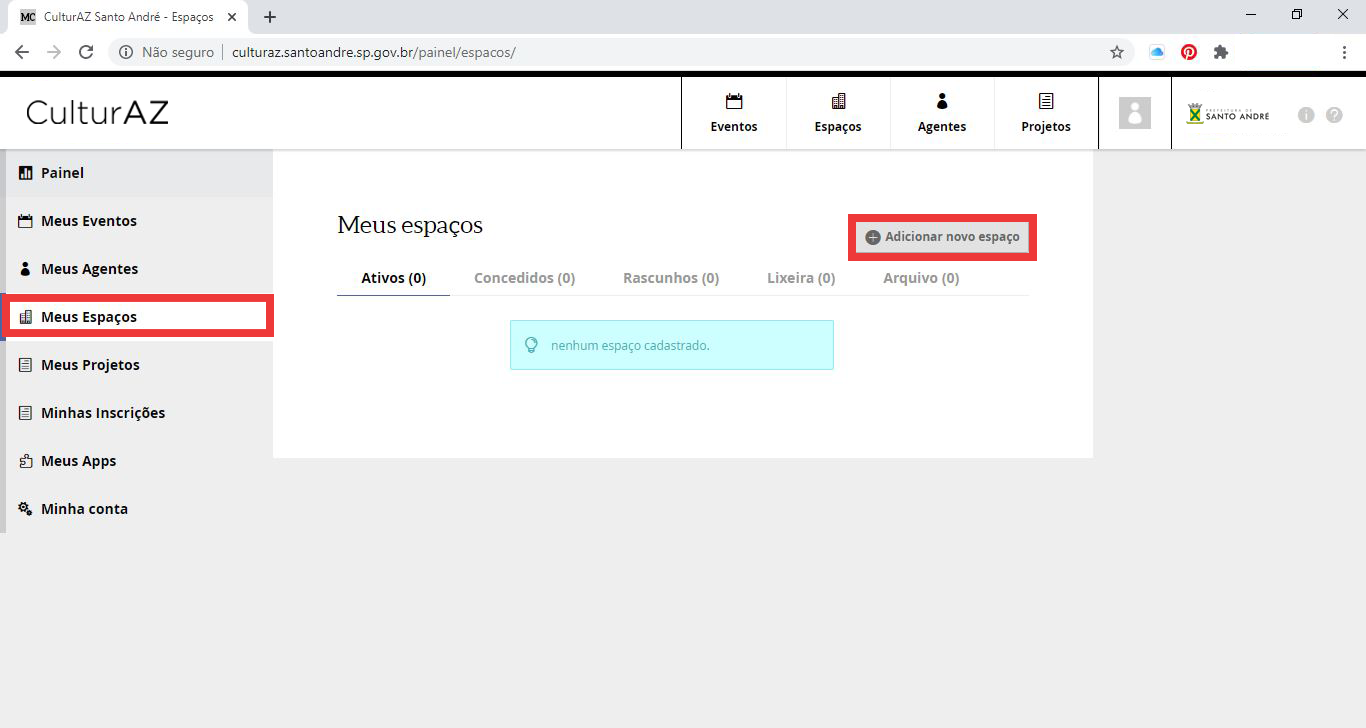 MC CulturAZ Santo André - Espaços
Não seguro culturaz.santoandre.sp.gov.br/painel/espacos/
CulturAZ
Eventos
Espaços
Agentes
Projetos
PREFEITURA DE
SANTO ANDRÉ
i ?
Painel
Meus Eventos
Meus Agentes
Meus Espaços
Meus Projetos
Minhas Inscrições
Meus Apps
Minha conta
Meus espaços
Adicionar novo espaço
Ativos (0) Concedidos (0) Rascunhos (0) Lixeira (0) Arquivo (0)
nenhum espaço cadastrado.